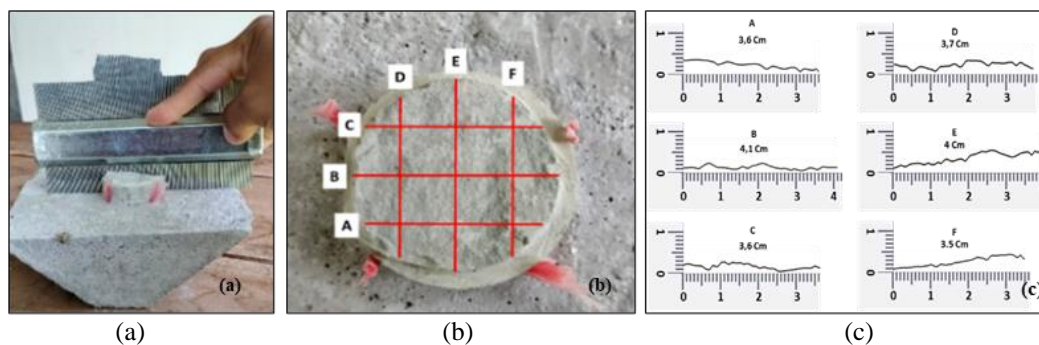 (a)
D
E
F
C
B
A
(b)
A
3,6 Cm
1
0
0 1 2 3
D
3,7 Cm
1
0
0 1 2 3
B
4,1 Cm
1
0
0 1 2 3 4
E
4 Cm
1
0
0 1 2 3 4
C
3,6 Cm
1
0
0 1 2 3
F
3.5 Cm
1
0
0 1 2 3
(c)
(a) (b) (c)